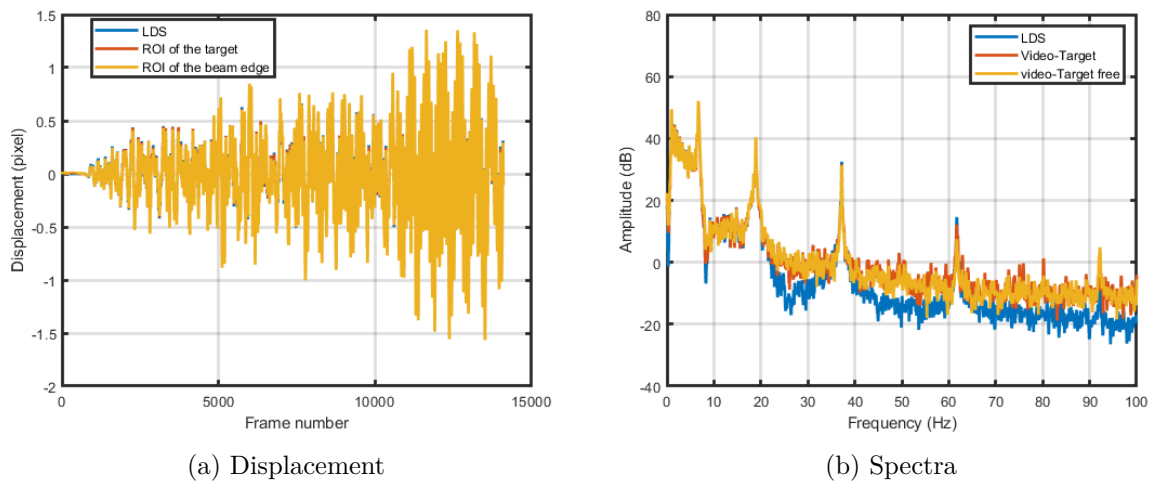 1.5
1
0.5
0
-0.5
-1
-1.5
-2
Displacement (pixel)
LDS
ROI of the target
ROI of the beam edge
0 5000 10000 15000
Frame number
(a) Displacement
80
60
40
20
0
-20
-40
Amplitude (dB)
LDS
Video-Target
video-Target free
0 10 20 30 40 50 60 70 80 90 100
Frequency (Hz)
(b) Spectra